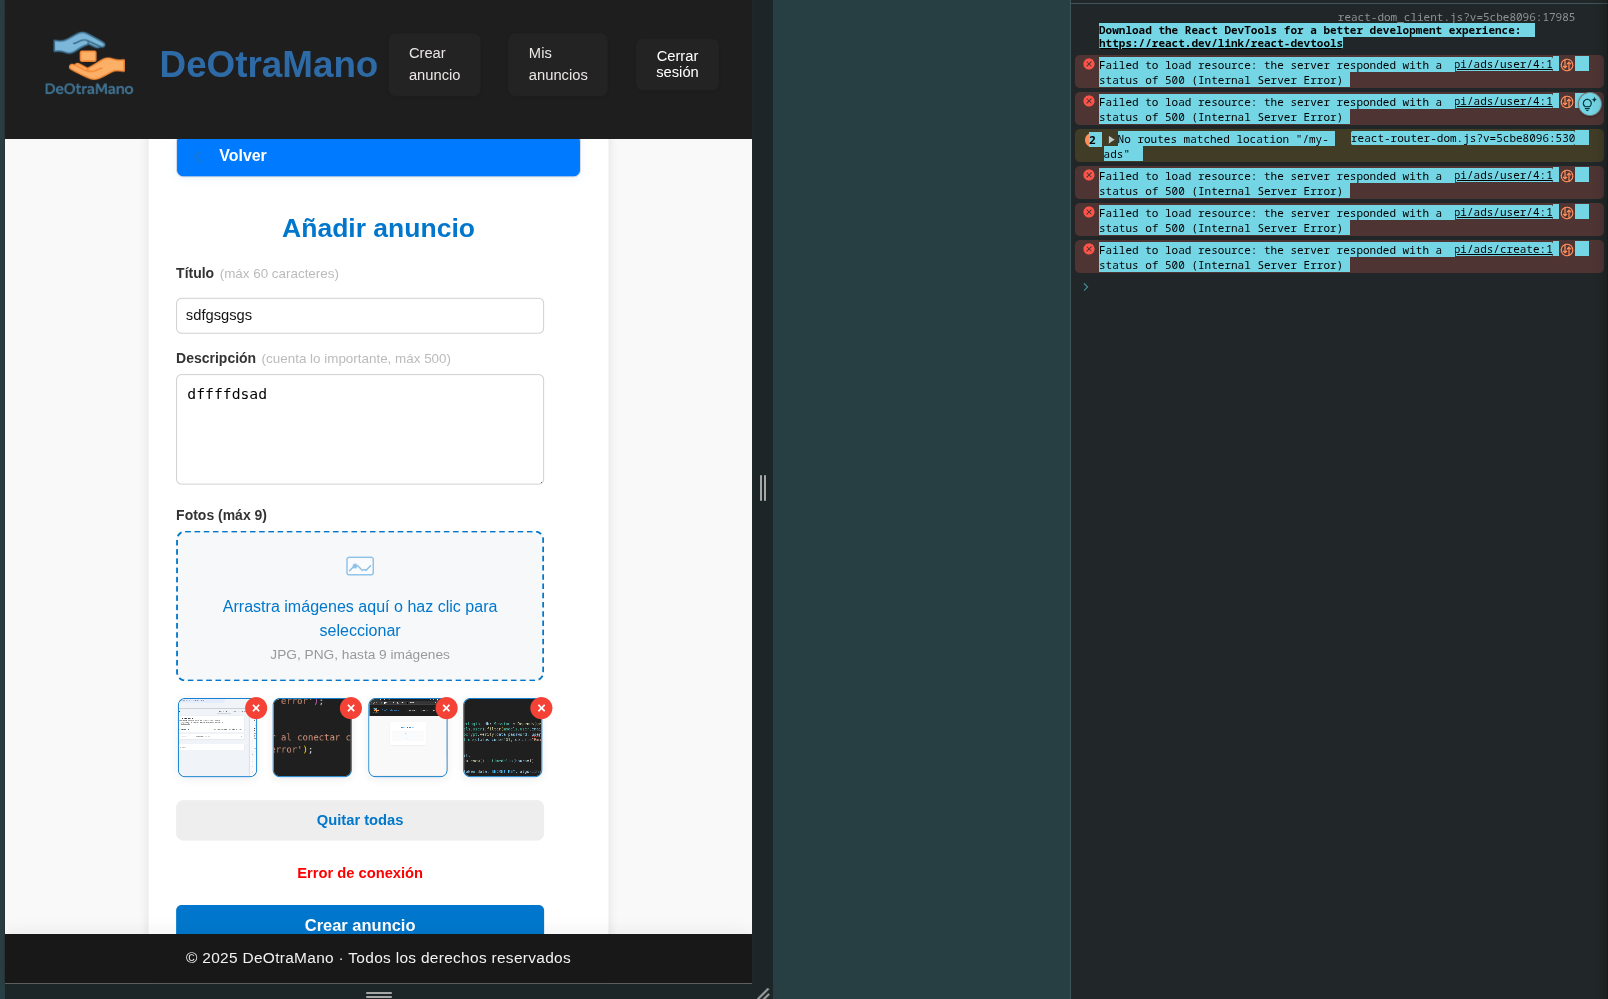 DeOtraMano
DeOtraMano
Crear
anuncio
Mis
anuncios
Cerrar
sesión
Volver
Añadir anuncio
Título (máx 60 caracteres)
sdfgsgsgs
Descripción (cuenta lo importante, máx 500)
dffffdsad
Fotos (máx 9)
Arrastra imágenes aquí o haz clic para
seleccionar
JPG, PNG, hasta 9 imágenes
error');
al conectar c
error');
Quitar todas
Error de conexión
Crear anuncio
© 2025 DeOtraMano · Todos los derechos reservados
react-dom_client.js?v=5cbe8096:17985
Download the React DevTools for a better development experience:
https://react.dev/link/react-devtools
Failed to load resource: the server responded with a pi/ads/user/4:1
status of 500 (Internal Server Error)
Failed to load resource: the server responded with a pi/ads/user/4:1
status of 500 (Internal Server Error)
2 No routes matched location "/my- react-router-dom.js?v=5cbe8096:530
ads"
Failed to load resource: the server responded with a pi/ads/user/4:1
status of 500 (Internal Server Error)
Failed to load resource: the server responded with a pi/ads/user/4:1
status of 500 (Internal Server Error)
Failed to load resource: the server responded with a pi/ads/create:1
status of 500 (Internal Server Error)